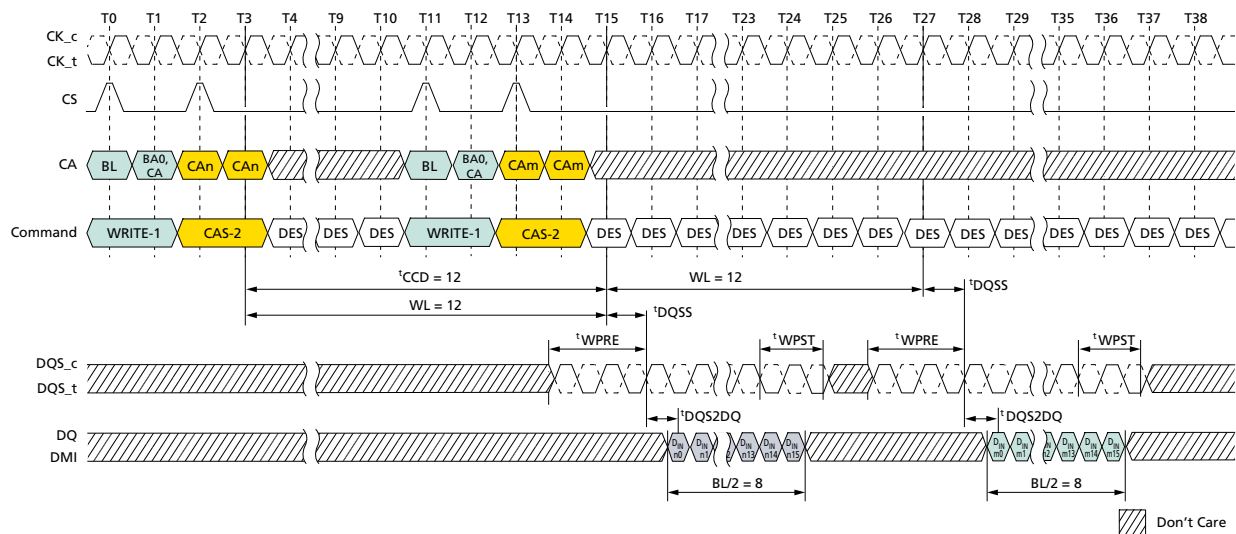 T0 T1 T2 T3 T4 T9 T10 T11 T12 T13 T14 T15 T16 T17 T22 T23 T24 T25 T26 T27 T28 T29 T35 T36 T37 T38
CK_c
CK_t
CS
CA BL BA0, CA CAn CAn BL BA0, CA CAm CAm
Command WRITE-1 CAS-2 DES DES DES WRITE-1 CAS-2 DES DES DES DES DES DES DES DES DES DES DES DES DES DES
tCCD = 12 WL = 12
WL = 12 tDQSS tDQSS
tWPRE tWPST tWPRE tWPST
DQS_c
DQS_t
tDQS2DQ tDQS2DQ
DQ
DMI
DIN n0 DIN n1 DIN n13 DIN n14 DIN n15 DIN m0 DIN m1 DIN m13 DIN m14 DIN m15
BL/2 = 8 BL/2 = 8
Don't Care